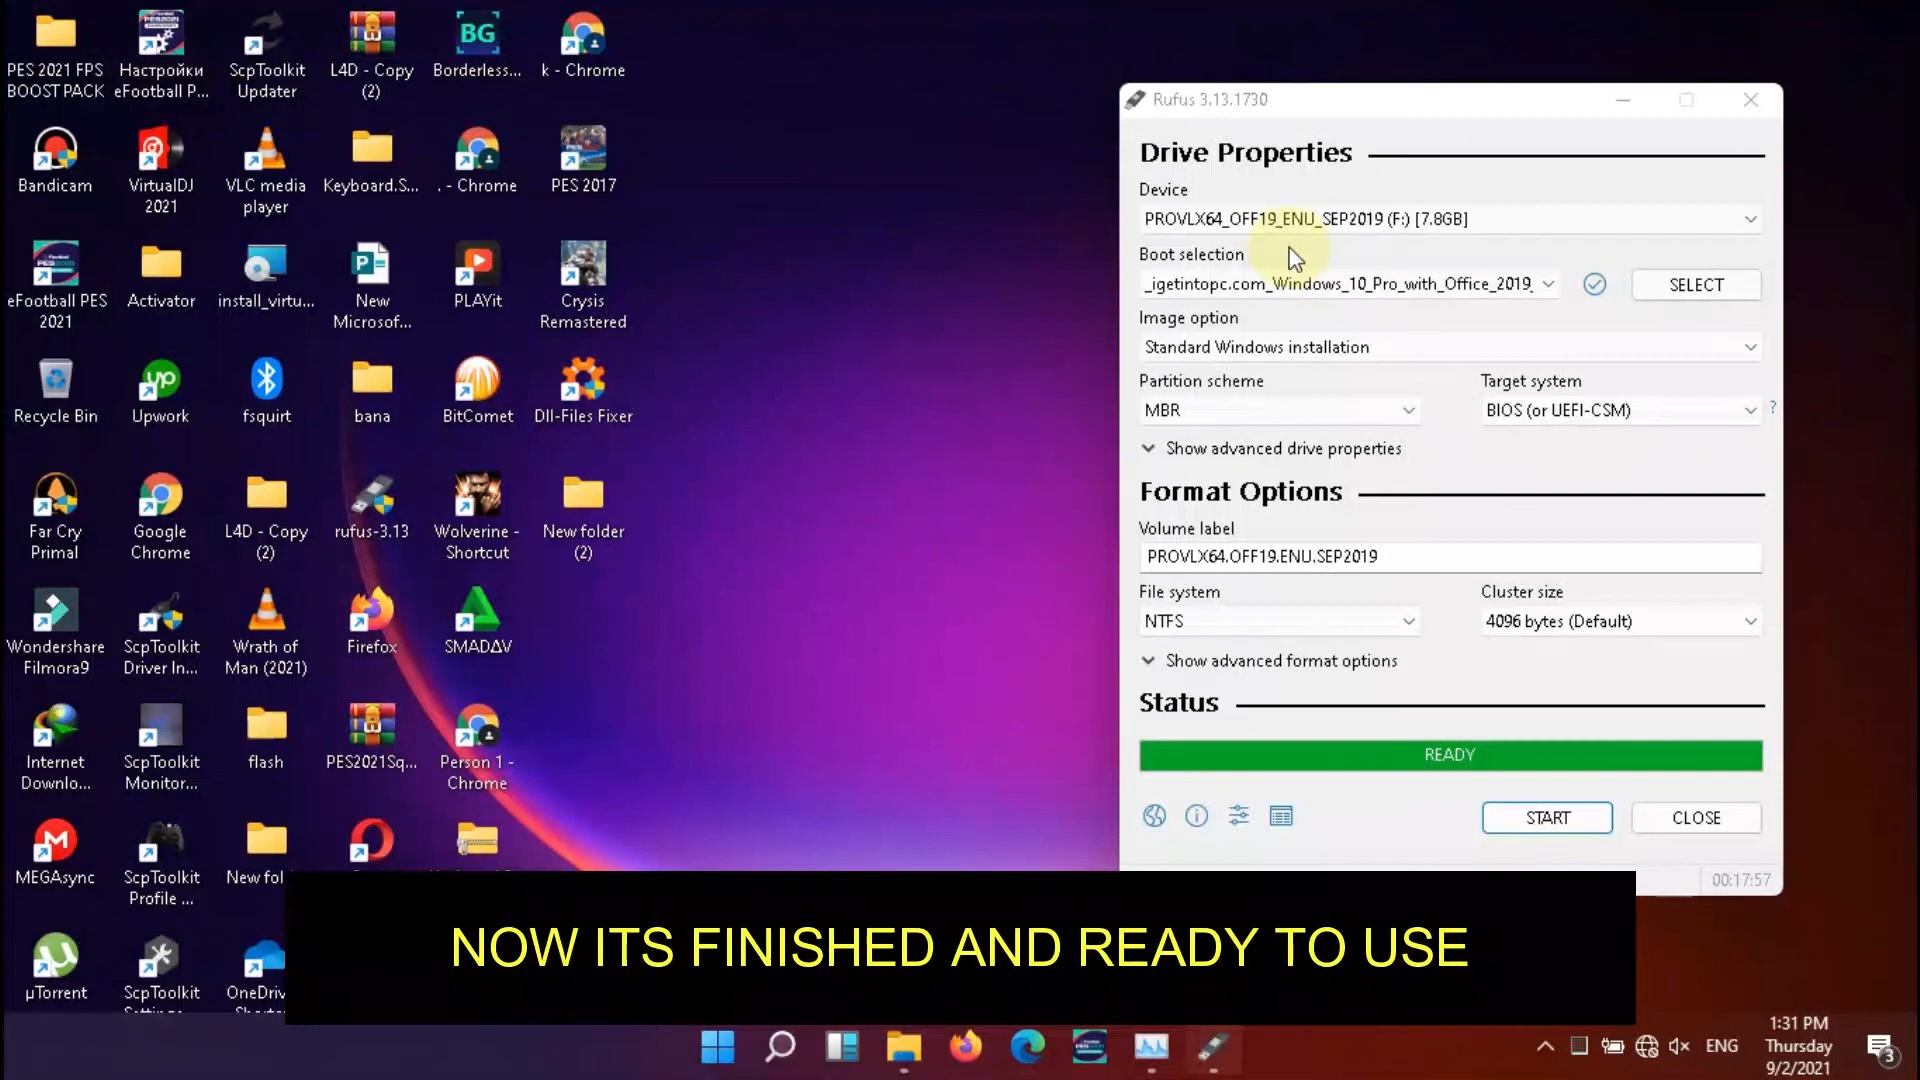 PES 2021 FPS
BOOST PACK
Настройки
eFootball P...
ScpToolkit
Updater
L4D - Copy
(2)
BG
Borderless...
k - Chrome
Bandicam
VirtualDJ
2021
VLC media
player
Keyboard.S...
. - Chrome
PES 2017
eFootball PES
2021
Activator
install_virtu...
New
Microsof...
PLAYit
Crysis
Remastered
Recycle Bin
Upwork
fsquirt
bana
BitComet
Dll-Files Fixer
Far Cry
Primal
Google
Chrome
L4D - Copy
(2)
rufus-3.13
Wolverine -
Shortcut
New folder
(2)
Wondershare
Filmora9
ScpToolkit
Driver In...
Wrath of
Man (2021)
Firefox
SMADΔV
Internet
Downlo...
ScpToolkit
Monitor...
flash
PES2021Sq...
Person 1 -
Chrome
MEGAsync
ScpToolkit
Profile ...
New fol
µTorrent
ScpToolkit
OneDriv
Rufus 3.13.1730
Drive Properties
Device
PROVLX64_OFF19_ENU_SEP2019 (F:) [7.8GB]
Boot selection
_igetintopc.com_Windows_10_Pro_with_Office_2019_
SELECT
Image option
Standard Windows installation
Partition scheme
Target system
MBR
BIOS (or UEFI-CSM)
?
Show advanced drive properties
Format Options
Volume label
PROVLX64.OFF19.ENU.SEP2019
File system
Cluster size
NTFS
4096 bytes (Default)
Show advanced format options
Status
READY
START
CLOSE
00:17:57
NOW ITS FINISHED AND READY TO USE
ENG
1:31 PM
Thursday
9/2/2021
3